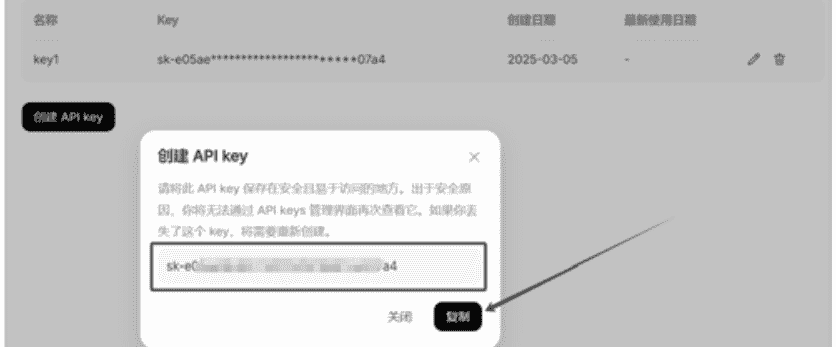 名称 Key 创建日期 最新使用日期
key1 sk-e05ae************************07a4 2025-03-05 -
创建 API key
创建 API key
请将此 API key 保存在安全且易于访问的地方。出于安全原
因，你将无法通过 API keys 管理界面再次查看它。如果你丢
失了这个 key，将需要重新创建。
sk-e0 a4
关闭 复制